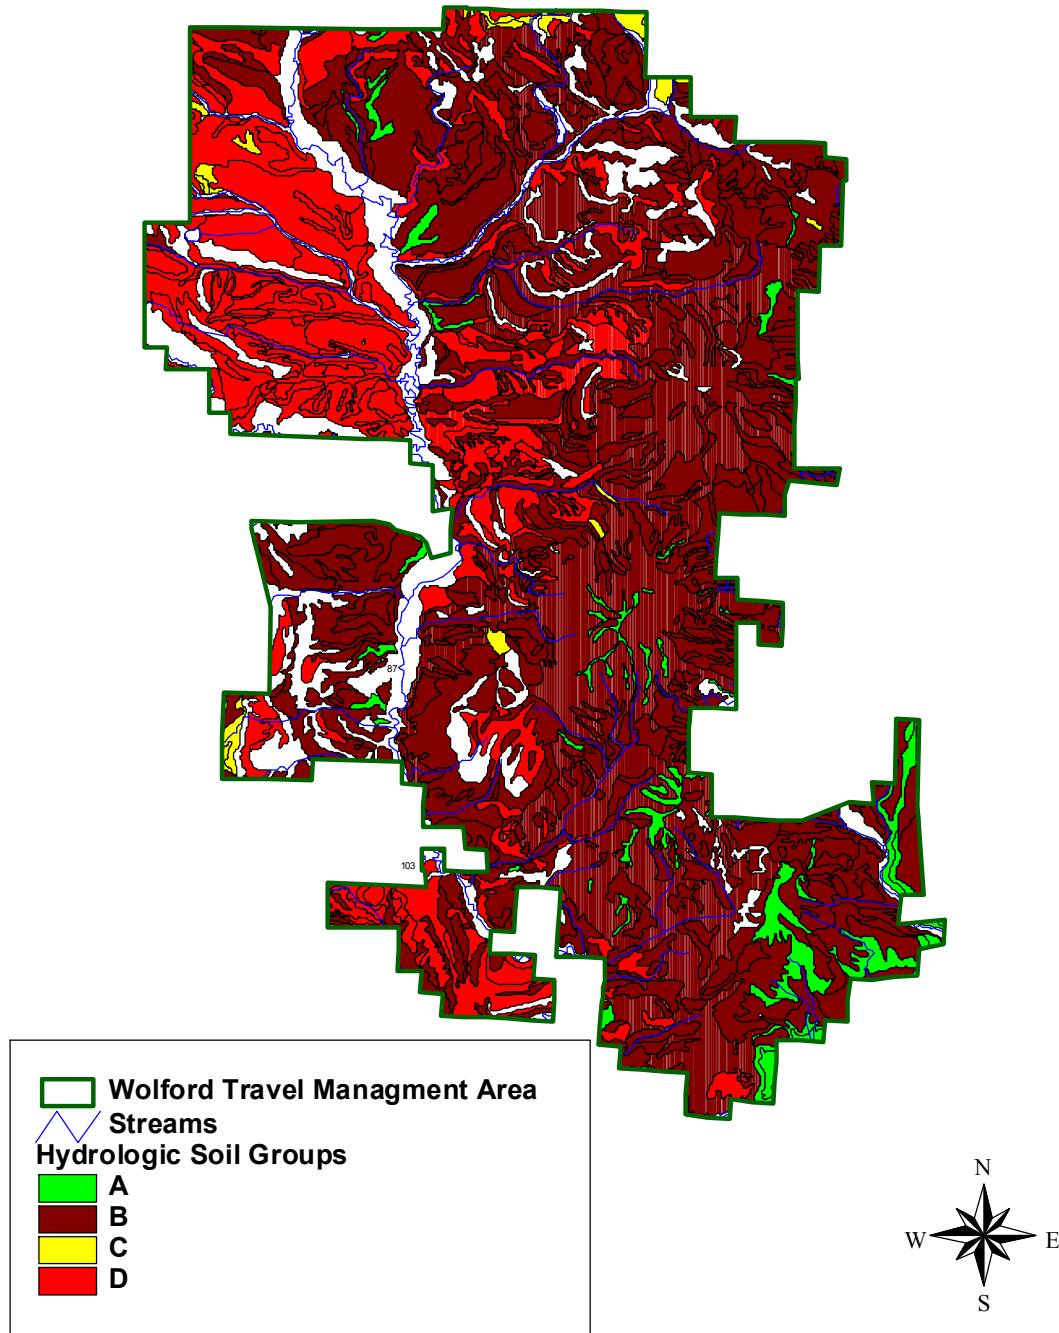 87
103
Wolford Travel Managment Area
Streams
Hydrologic Soil Groups
A
B
C
D
N
W E
S